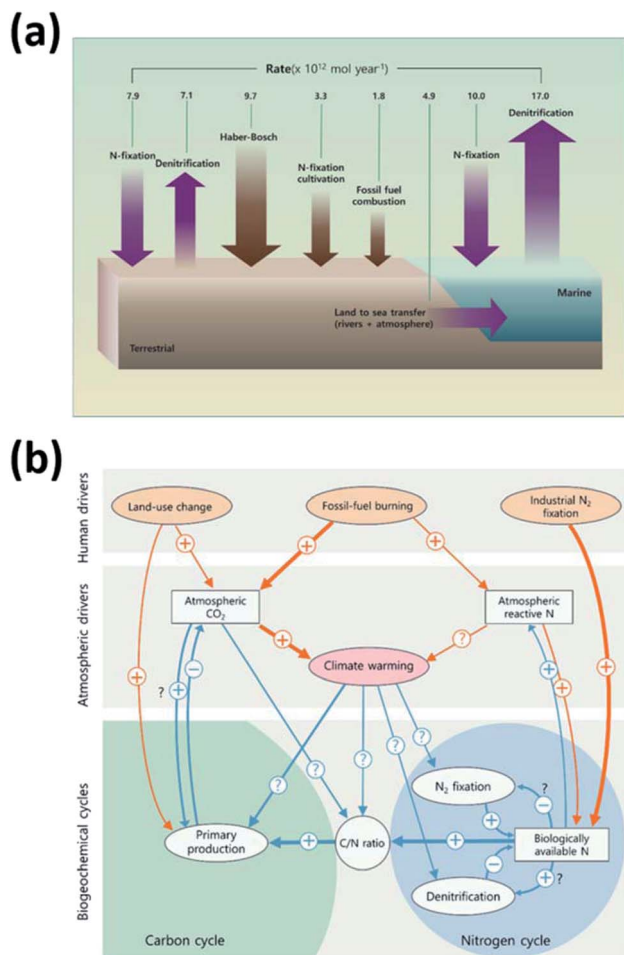 (a)
Rate(x 10¹² mol year⁻¹)
7.9 7.1 9.7 3.3 1.8 4.9 10.0 17.0
Denitrification
Haber-Bosch
N-fixation Denitrification N-fixation
cultivation
Fossil fuel
combustion
N-fixation
Marine
Land to sea transfer
(rivers + atmosphere)
Terrestrial
(b)
Human drivers
Land-use change
Fossil-fuel burning
Industrial N₂
fixation
+ + +
Atmospheric drivers
Atmospheric
CO₂
Atmospheric
reactive N
+ ?
Climate warming
+ ? + − + +
Biogeochemical cycles
? ? ? ? ?
N₂ fixation
?
+ −
Primary
production
+
C/N ratio
+
Biologically
available N
− + ?
Denitrification
Carbon cycle
Nitrogen cycle